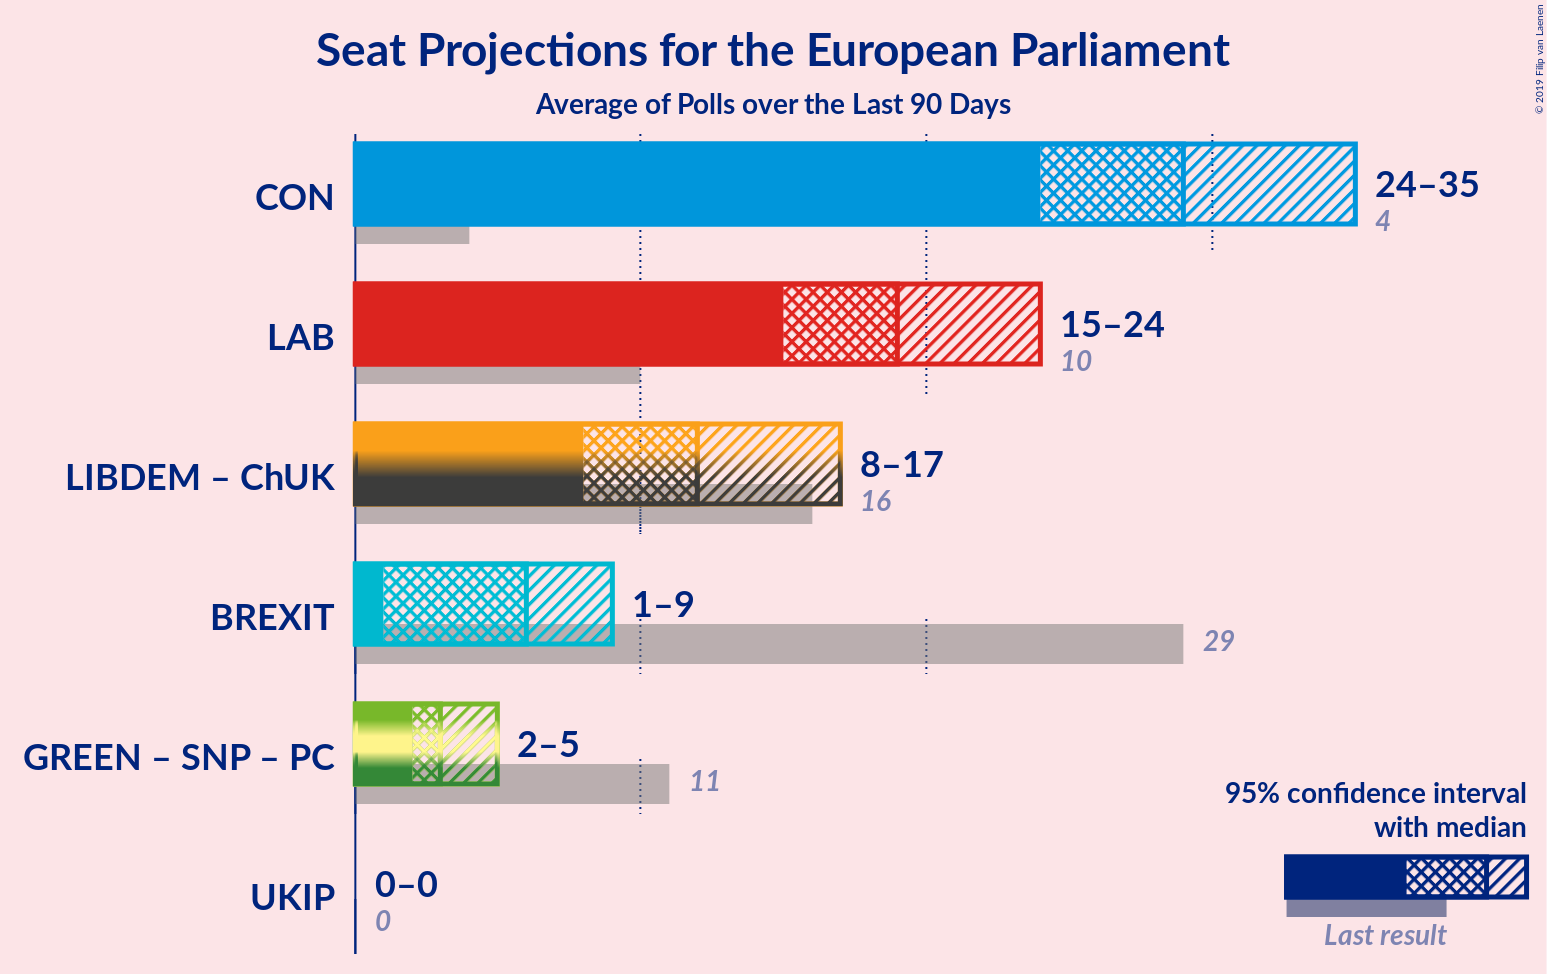 Seat Projections for the European Parliament
Average of Polls over the Last 90 Days
© 2019 Filip van Laenen
CON
24–35
4
LAB
15–24
10
LIBDEM – ChUK
8–17
16
BREXIT
1–9
29
GREEN – SNP – PC
2–5
11
UKIP
0–0
0
95% confidence interval
with median
Last result